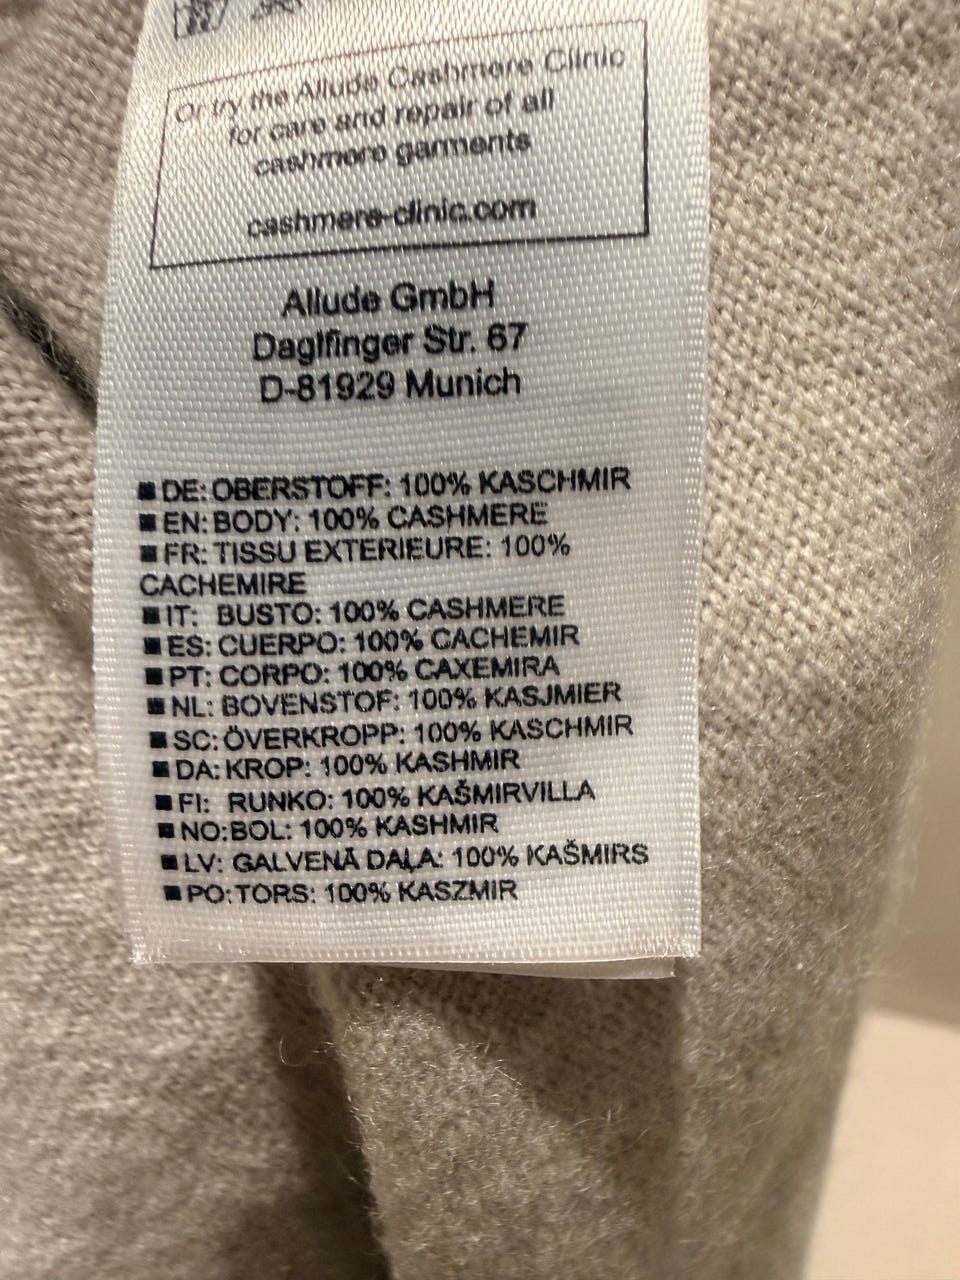 Or try the Allude Cashmere Clinic
for care and repair of all
cashmere garments
cashmere-clinic.com
Allude GmbH
Daglfinger Str. 67
D-81929 Munich
■ DE: OBERSTOFF: 100% KASCHMIR
■ EN: BODY: 100% CASHMERE
■ FR: TISSU EXTERIEURE: 100%
CACHEMIRE
■ IT: BUSTO: 100% CASHMERE
■ ES: CUERPO: 100% CACHEMIR
■ PT: CORPO: 100% CAXEMIRA
■ NL: BOVENSTOF: 100% KASJMIER
■ SC: ÖVERKROPP: 100% KASCHMIR
■ DA: KROP: 100% KASHMIR
■ FI: RUNKO: 100% KAŠMIRVILLA
■ NO: BOL: 100% KASHMIR
■ LV: GALVENĀ DAĻA: 100% KAŠMIRS
■ PO: TORS: 100% KASZMIR